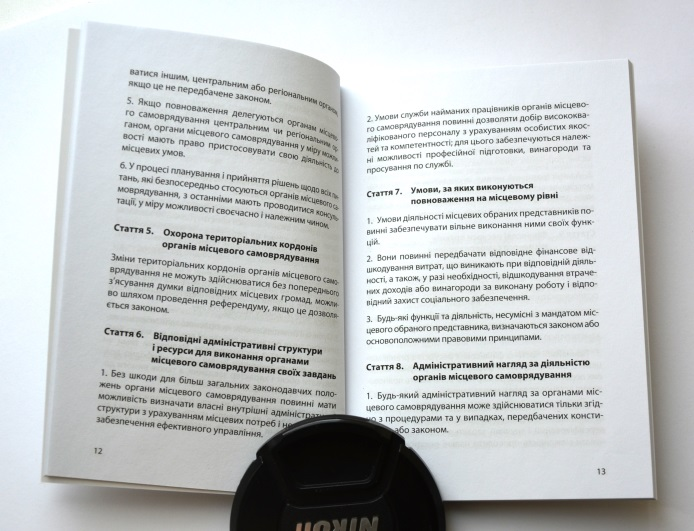 ватися іншим, центральним або регіональним органом,
якщо це не передбачене законом.
5. Якщо повноваження делегуються органам місцево-
го самоврядування центральним чи регіональним ор-
ганом, органи місцевого самоврядування у міру можли-
вості мають право пристосовувати свою діяльність до
місцевих умов.
6. У процесі планування і прийняття рішень щодо всіх пи-
тань, які безпосередньо стосуються органів місцевого са-
моврядування, з останніми мають проводитися консуль-
тації, у міру можливості своєчасно і належним чином.
Стаття 5. Охорона територіальних кордонів
органів місцевого самоврядування
Зміни територіальних кордонів органів місцевого само-
врядування не можуть здійснюватися без попереднього
з'ясування думки відповідних місцевих громад, можли-
во шляхом проведення референдуму, якщо це дозволя-
ється законом.
Стаття 6. Відповідні адміністративні структури
і ресурси для виконання органами
місцевого самоврядування своїх завдань
1. Без шкоди для більш загальних законодавчих поло-
жень органи місцевого самоврядування повинні мати
можливість визначати власні внутрішні адміністративні
структури з урахуванням місцевих потреб і
забезпечення ефективного управління.
12
2. Умови служби найманих працівників органів місцево-
го самоврядування повинні дозволяти добір висококва-
ліфікованого персоналу з урахуванням особистих якос-
тей та компетентності; для цього забезпечуються належ-
ні можливості професійної підготовки, винагороди та
просування по службі.
Стаття 7. Умови, за яких виконуються
повноваження на місцевому рівні
1. Умови діяльності місцевих обраних представників по-
винні забезпечувати вільне виконання ними своїх функ-
цій.
2. Вони повинні передбачати відповідне фінансове від-
шкодування витрат, що виникають при відповідній діяль-
ності, а також, у разі необхідності, відшкодування втраче-
них доходів або винагороди за виконану роботу і відпо-
відний захист соціального забезпечення.
3. Будь-які функції та діяльність, несумісні з мандатом міс-
цевого обраного представника, визначаються законом або
основоположними правовими принципами.
Стаття 8. Адміністративний нагляд за діяльністю
органів місцевого самоврядування
1. Будь-який адміністративний нагляд за органами міс-
цевого самоврядування може здійснюватися тільки згід-
но з процедурами та у випадках, передбачених консти-
або законом.
13
NIKON